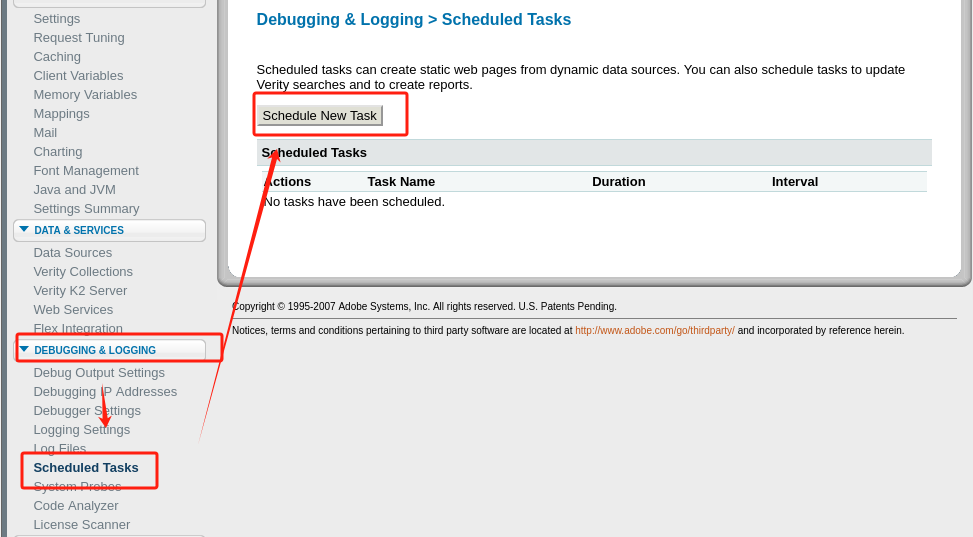 Settings
Request Tuning
Caching
Client Variables
Memory Variables
Mappings
Mail
Charting
Font Management
Java and JVM
Settings Summary
DATA & SERVICES
Data Sources
Verity Collections
Verity K2 Server
Web Services
Flex Integration
DEBUGGING & LOGGING
Debug Output Settings
Debugging IP Addresses
Debugger Settings
Logging Settings
Log Files
Scheduled Tasks
System Probes
Code Analyzer
License Scanner
Debugging & Logging > Scheduled Tasks
Scheduled tasks can create static web pages from dynamic data sources. You can also schedule tasks to update
Verity searches and to create reports.
Schedule New Task
Scheduled Tasks
Actions Task Name Duration Interval
No tasks have been scheduled.
Copyright © 1995-2007 Adobe Systems, Inc. All rights reserved. U.S. Patents Pending.
Notices, terms and conditions pertaining to third party software are located at http://www.adobe.com/go/thirdparty/ and incorporated by reference herein.